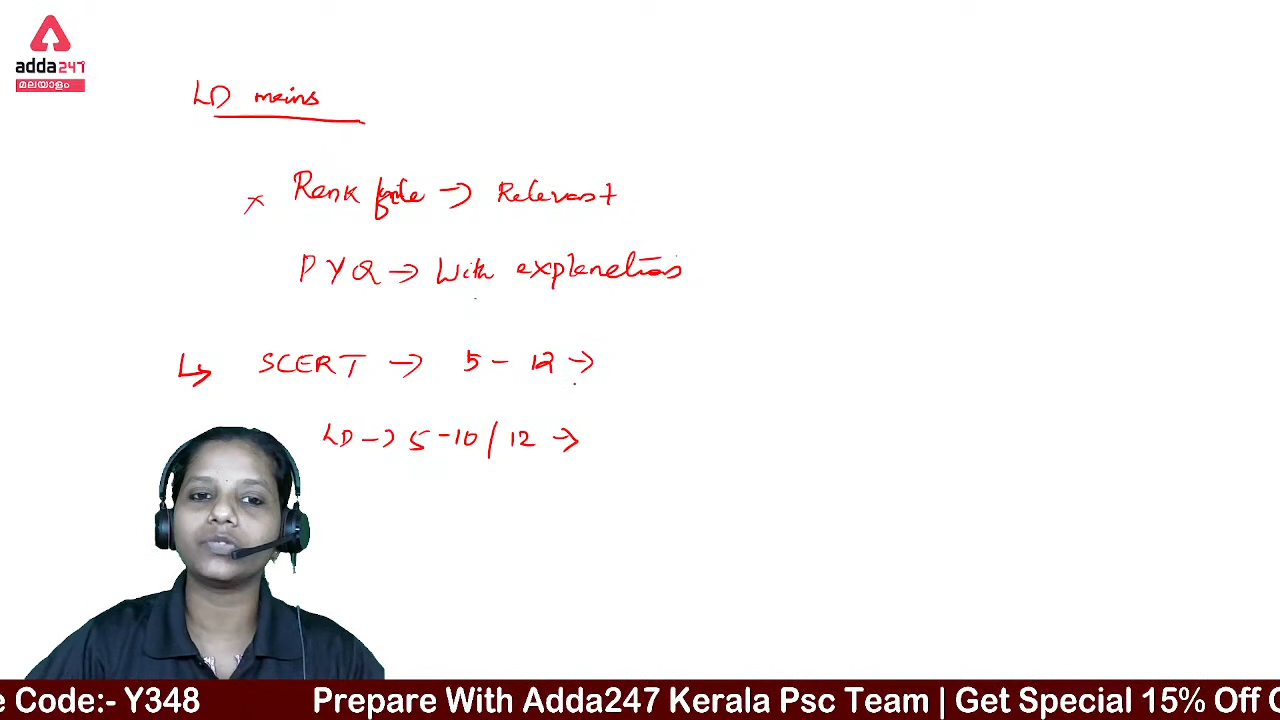 adda247
മലയാളം
LD mains
× Rank file → Relevant
PYQ → With explanations
↳ SCERT → 5 - 12 →
LD → 5 - 10 / 12 →
e Code:- Y348 Prepare With Adda247 Kerala Psc Team | Get Special 15% Off